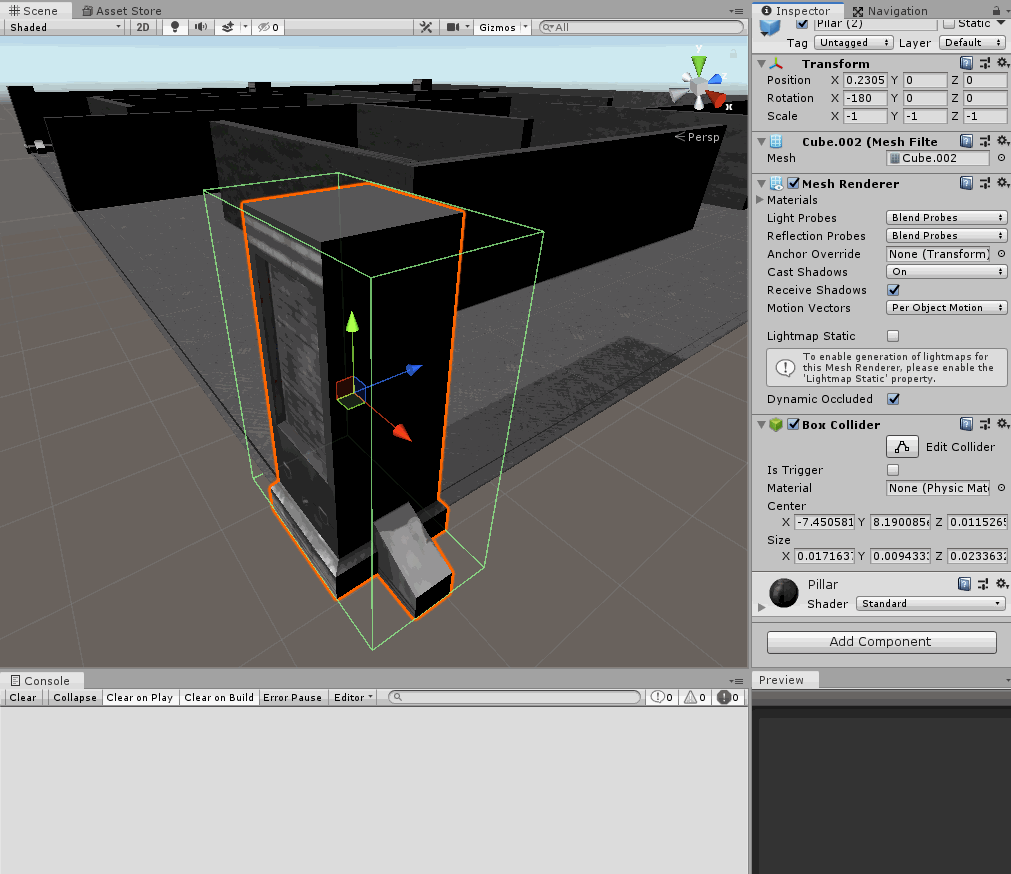 Scene Asset Store
Shaded 2D 0 Gizmos All
y
x
Persp
Console
Clear Collapse Clear on Play Clear on Build Error Pause Editor 0 0 0
Inspector Navigation
Pilar (2) Static
Tag Untagged Layer Default
Transform
Position X 0.2305 Y 0 Z 0
Rotation X -180 Y 0 Z 0
Scale X -1 Y -1 Z -1
Cube.002 (Mesh Filte
Mesh Cube.002
Mesh Renderer
Materials
Light Probes Blend Probes
Reflection Probes Blend Probes
Anchor Override None (Transform)
Cast Shadows On
Receive Shadows
Motion Vectors Per Object Motion
Lightmap Static
To enable generation of lightmaps for
this Mesh Renderer, please enable the
'Lightmap Static' property.
Dynamic Occluded
Box Collider
Edit Collider
Is Trigger
Material None (Physic Mat
Center
X -7.450581 Y 8.190085 Z 0.0115265
Size
X 0.017163 Y 0.009433 Z 0.0233632
Pillar
Shader Standard
Add Component
Preview